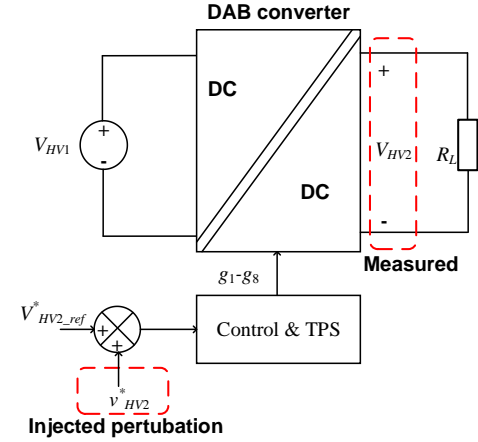 DAB converter
DC
+
V_HV1
-
DC
+
V_HV2
-
R_L
Measured
g1-g8
V*_HV2_ref
+
+
Control & TPS
v*_HV2
Injected pertubation